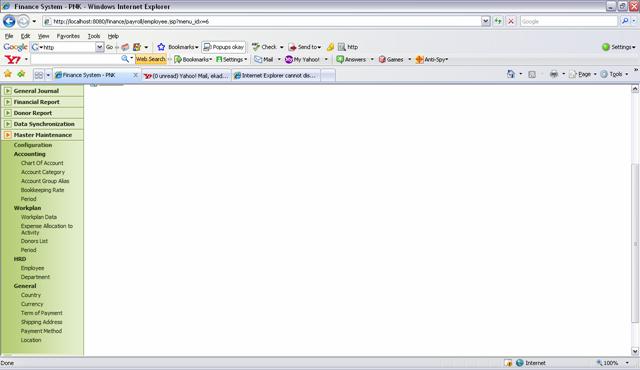 Finance System - PNK - Windows Internet Explorer
http://localhost:8080/finance/payroll/employee.jsp?menu_idx=6
Google
File Edit View Favorites Tools Help
Google G http Go Bookmarks Popups okay Check Send to http Settings
Y! Web Search Bookmarks Settings Mail My Yahoo! Answers Games Anti-Spy
Finance System - PNK (0 unread) Yahoo! Mail, ekad... Internet Explorer cannot dis... Page Tools
General Journal
Financial Report
Donor Report
Data Synchronization
Master Maintenance
Configuration
Accounting
Chart Of Account
Account Category
Account Group Alias
Bookkeeping Rate
Period
Workplan
Workplan Data
Expense Allocation to
Activity
Donors List
Period
HRD
Employee
Department
General
Country
Currency
Term of Payment
Shipping Address
Payment Method
Location
Done Internet 100%